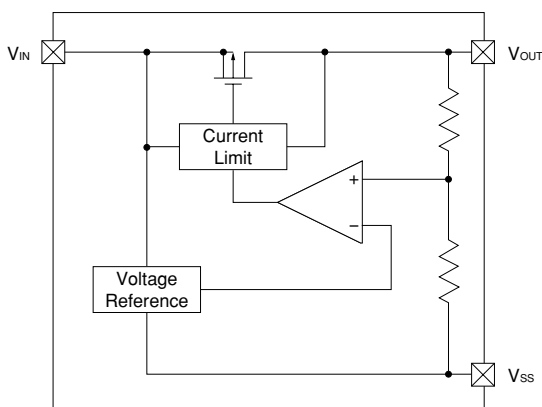 VIN
VOUT
Current
Limit
+
−
Voltage
Reference
VSS